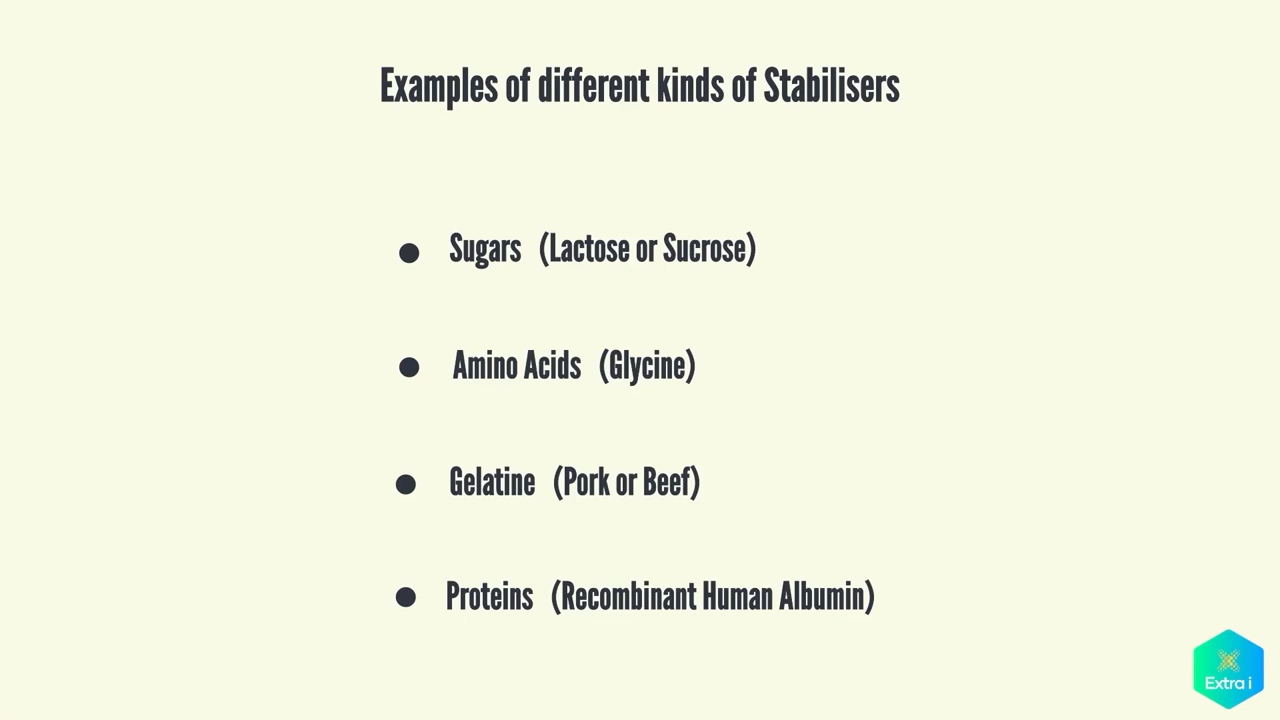 Examples of different kinds of Stabilisers
● Sugars (Lactose or Sucrose)
● Amino Acids (Glycine)
● Gelatine (Pork or Beef)
● Proteins (Recombinant Human Albumin)
Extra i